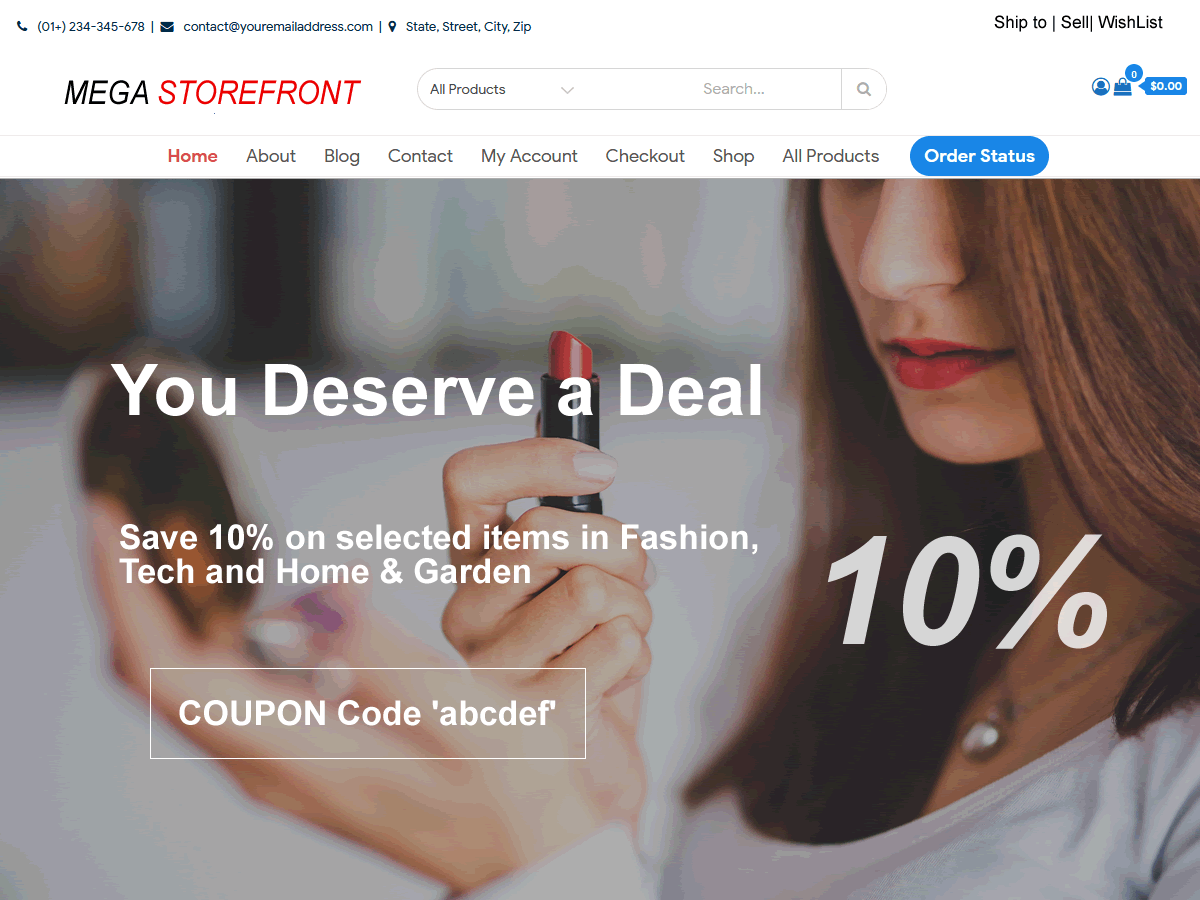 (01+) 234-345-678 | contact@youremailaddress.com | State, Street, City, Zip
Ship to | Sell| WishList
MEGA STOREFRONT
All Products
Search...
0
$0.00
Home About Blog Contact My Account Checkout Shop All Products Order Status
You Deserve a Deal
Save 10% on selected items in Fashion,
Tech and Home & Garden
10%
COUPON Code 'abcdef'